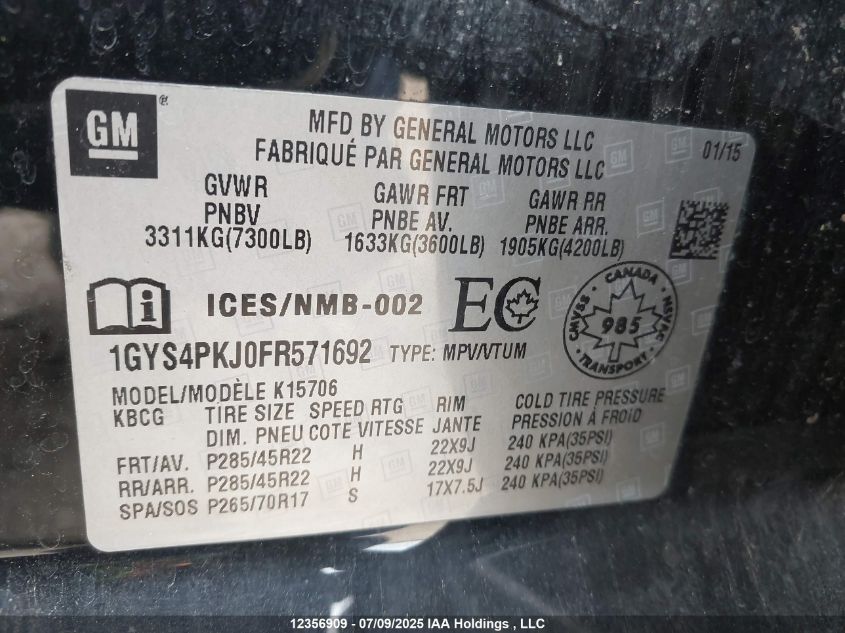 GM
MFD BY GENERAL MOTORS LLC
FABRIQUÉ PAR GENERAL MOTORS LLC
01/15
GVWR GAWR FRT GAWR RR
PNBV PNBE AV. PNBE ARR.
3311KG(7300LB) 1633KG(3600LB) 1905KG(4200LB)
i ICES/NMB-002 EC
CANADA
CMVSS 985 NSVAC
TRANSPORT
1GYS4PKJ0FR571692 TYPE: MPV/VTUM
MODEL/MODÈLE K15706
KBCG TIRE SIZE SPEED RTG RIM COLD TIRE PRESSURE
DIM. PNEU COTE VITESSE JANTE PRESSION À FROID
FRT/AV. P285/45R22 H 22X9J 240 KPA(35PSI)
RR/ARR. P285/45R22 H 22X9J 240 KPA(35PSI)
SPA/SOS P265/70R17 S 17X7.5J 240 KPA(35PSI)
12356909 - 07/09/2025 IAA Holdings , LLC